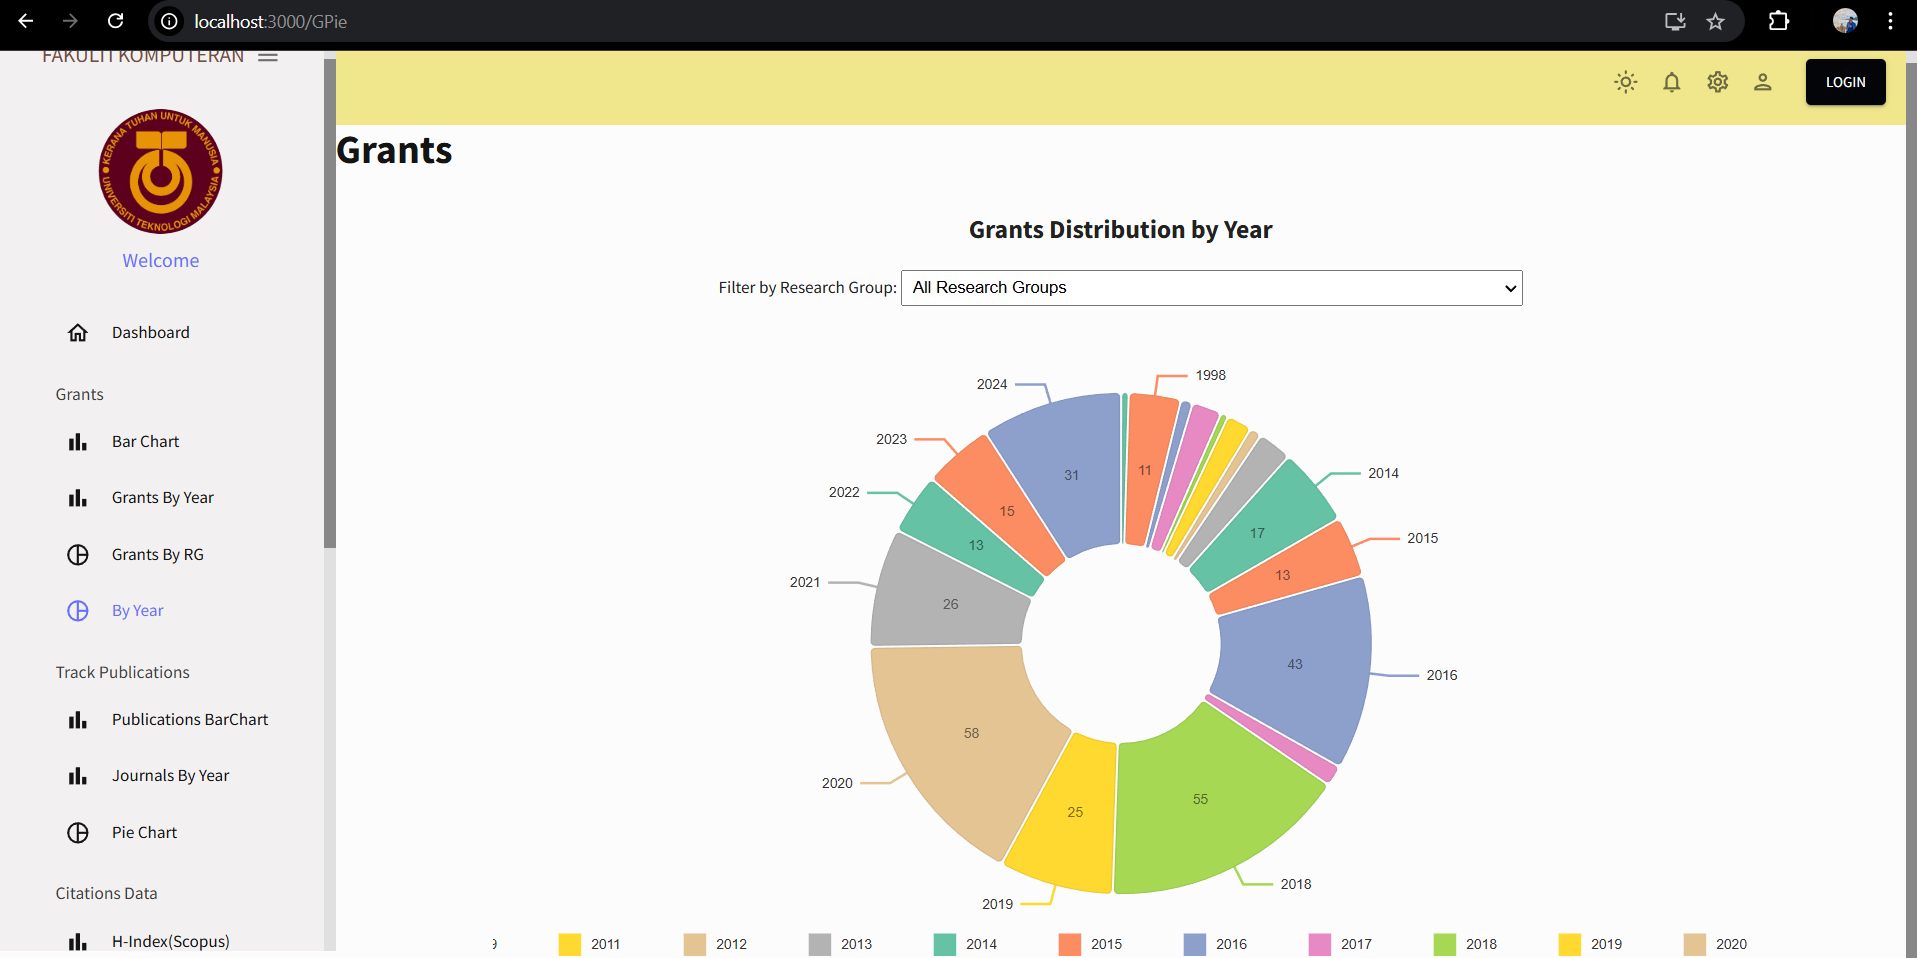 localhost:3000/GPie
FAKULTI KOMPUTERAN
LOGIN
KERANA TUHAN UNTUK MANUSIA
UNIVERSITI TEKNOLOGI MALAYSIA
Welcome
Dashboard
Grants
Bar Chart
Grants By Year
Grants By RG
By Year
Track Publications
Publications BarChart
Journals By Year
Pie Chart
Citations Data
H-Index(Scopus)
Grants
Grants Distribution by Year
Filter by Research Group: All Research Groups
1998
2024
2023
2014
11
31
2022
15
17
2015
13
13
2021
26
43
2016
58
2020
55
25
2018
2019
9 2011 2012 2013 2014 2015 2016 2017 2018 2019 2020